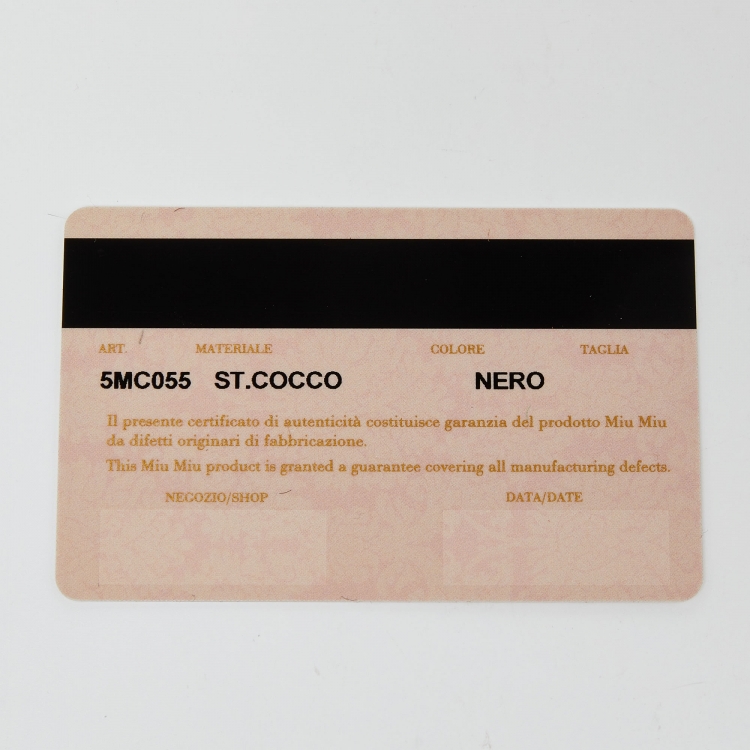 ART. MATERIALE COLORE TAGLIA
5MC055 ST.COCCO NERO
Il presente certificato di autenticità costituisce garanzia del prodotto Miu Miu
da difetti originari di fabbricazione.
This Miu Miu product is granted a guarantee covering all manufacturing defects.
NEGOZIO/SHOP DATA/DATE